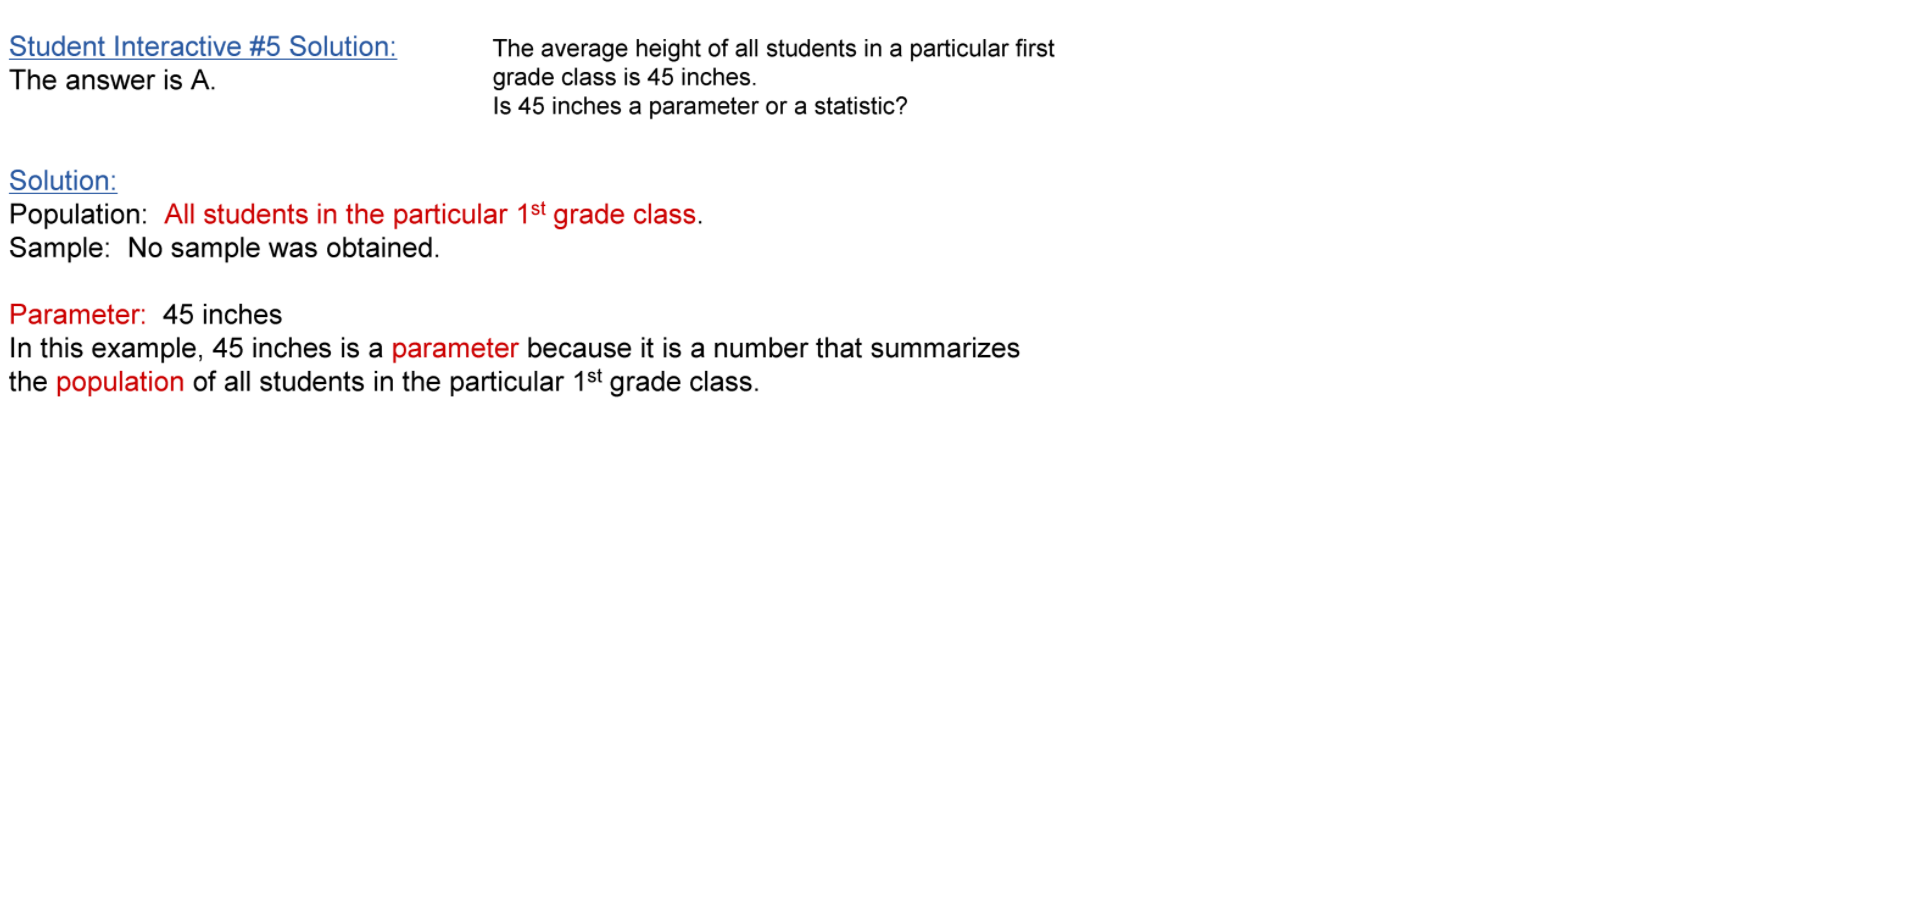 Student Interactive #5 Solution:
The answer is A.
The average height of all students in a particular first
grade class is 45 inches.
Is 45 inches a parameter or a statistic?
Solution:
Population: All students in the particular 1st grade class.
Sample: No sample was obtained.
Parameter: 45 inches
In this example, 45 inches is a parameter because it is a number that summarizes
the population of all students in the particular 1st grade class.